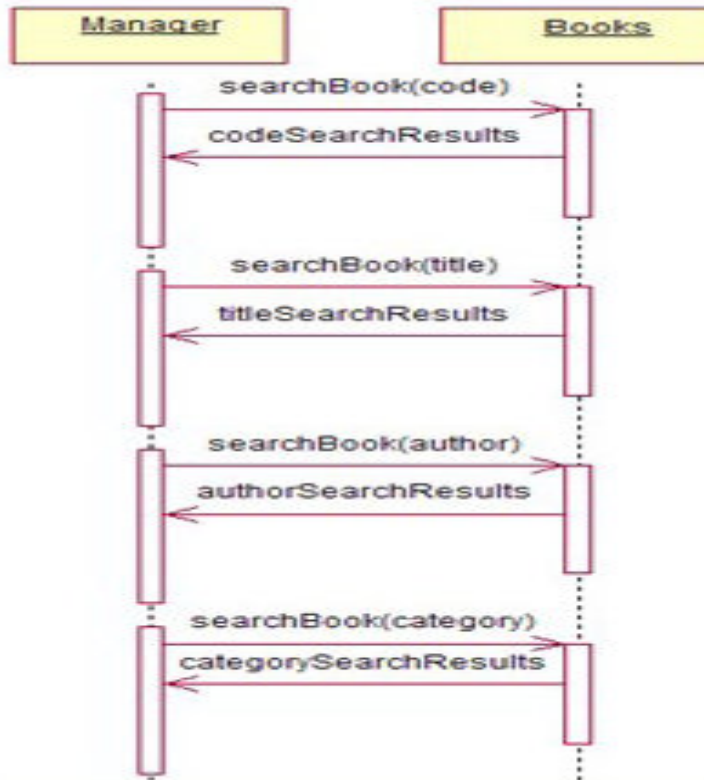 Manager
Books
searchBook(code)
codeSearchResults
searchBook(title)
titleSearchResults
searchBook(author)
authorSearchResults
searchBook(category)
categorySearchResults